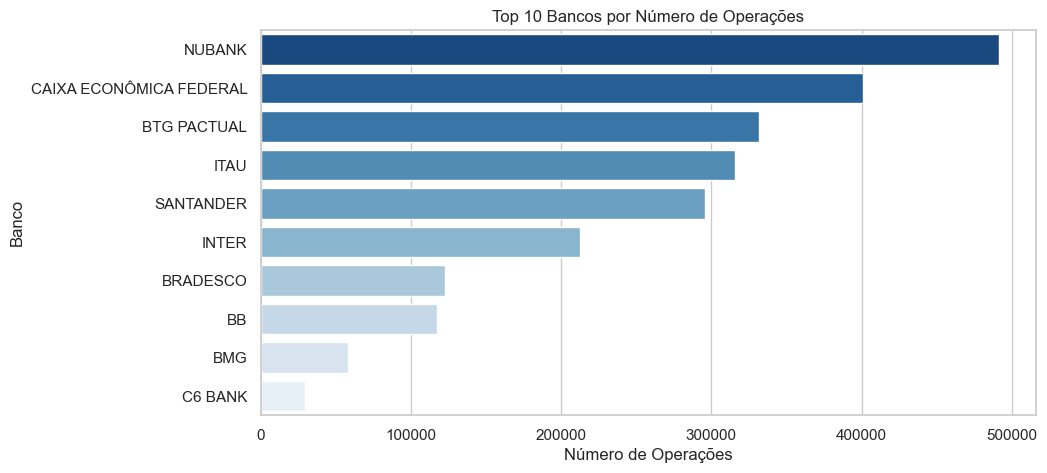 Top 10 Bancos por Número de Operações
Banco
NUBANK
CAIXA ECONÔMICA FEDERAL
BTG PACTUAL
ITAU
SANTANDER
INTER
BRADESCO
BB
BMG
C6 BANK
0 100000 200000 300000 400000 500000
Número de Operações